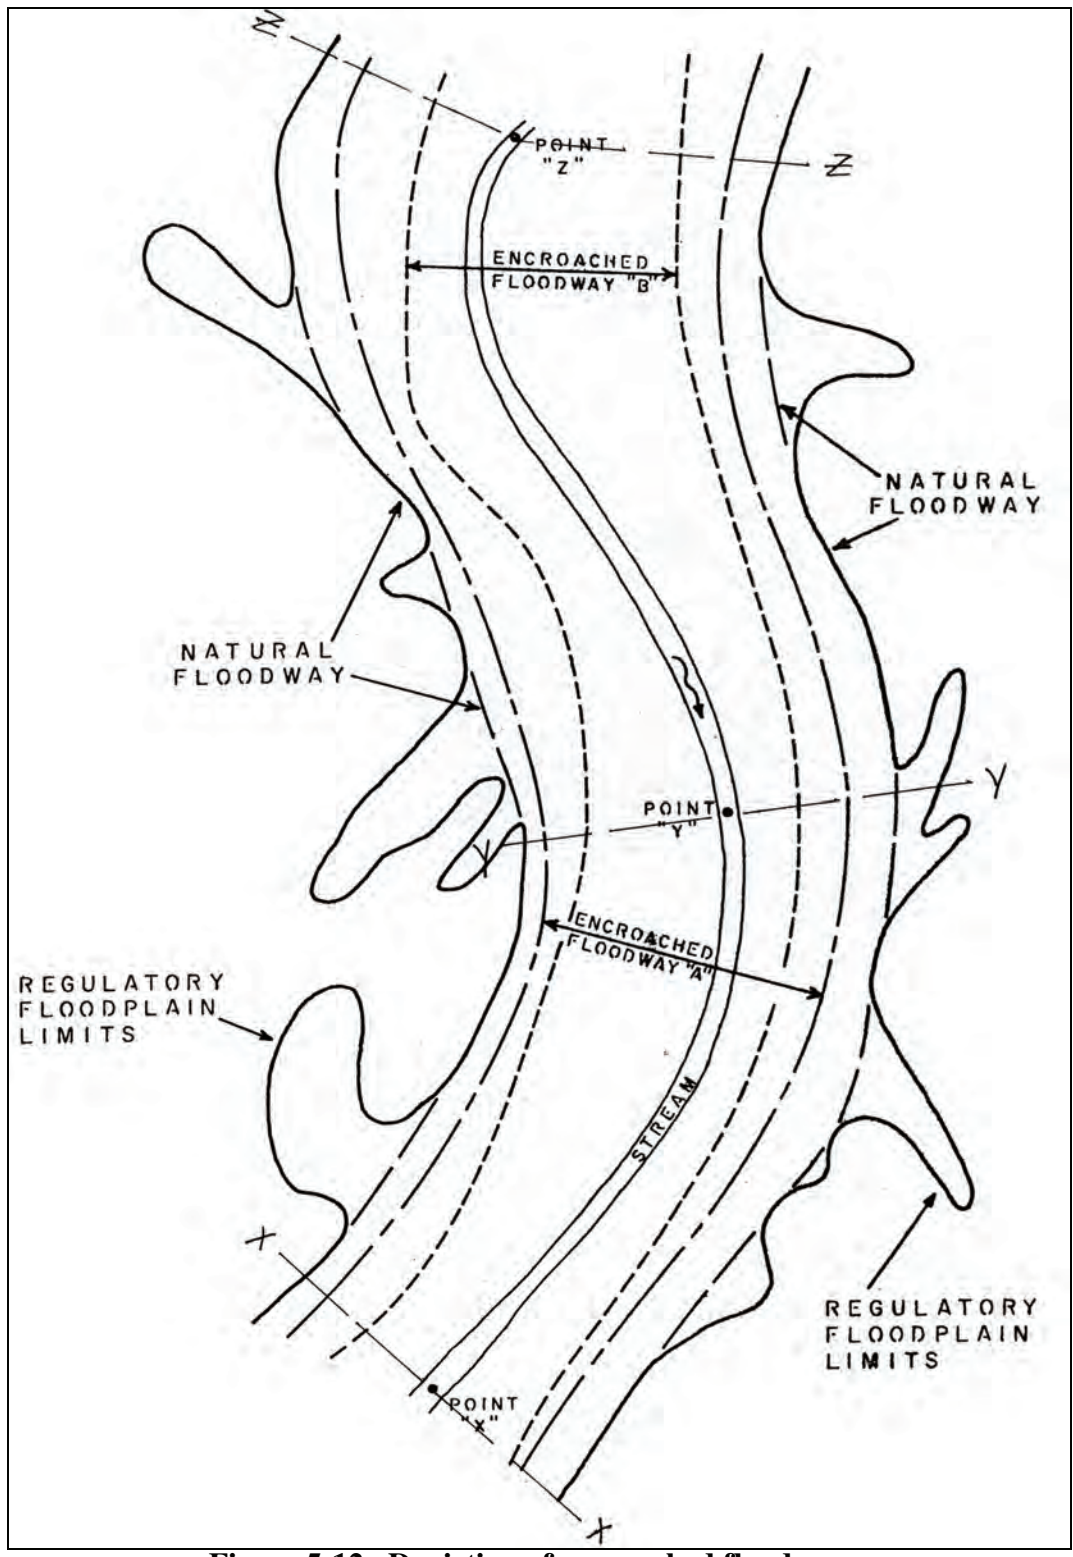 Z
POINT
"Z"
Z
ENCROACHED
FLOODWAY "B"
NATURAL
FLOODWAY
NATURAL
FLOODWAY
Y
POINT
"Y"
Y
ENCROACHED
FLOODWAY "A"
REGULATORY
FLOODPLAIN
LIMITS
STREAM
X
REGULATORY
FLOODPLAIN
LIMITS
POINT
"X"
X